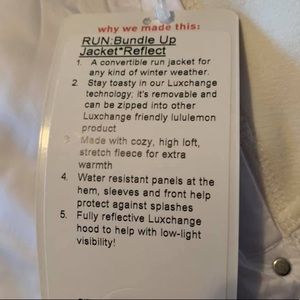 why we made this:
RUN:Bundle Up
Jacket*Reflect
1. A convertible run jacket for
any kind of winter weather.
2. Stay toasty in our Luxchange
technology; it's removable and
can be zipped into other
Luxchange friendly lululemon
product
3. Made with cozy, high loft,
stretch fleece for extra
warmth
4. Water resistant panels at the
hem, sleeves and front help
protect against splashes
5. Fully reflective Luxchange
hood to help with low-light
visibility!